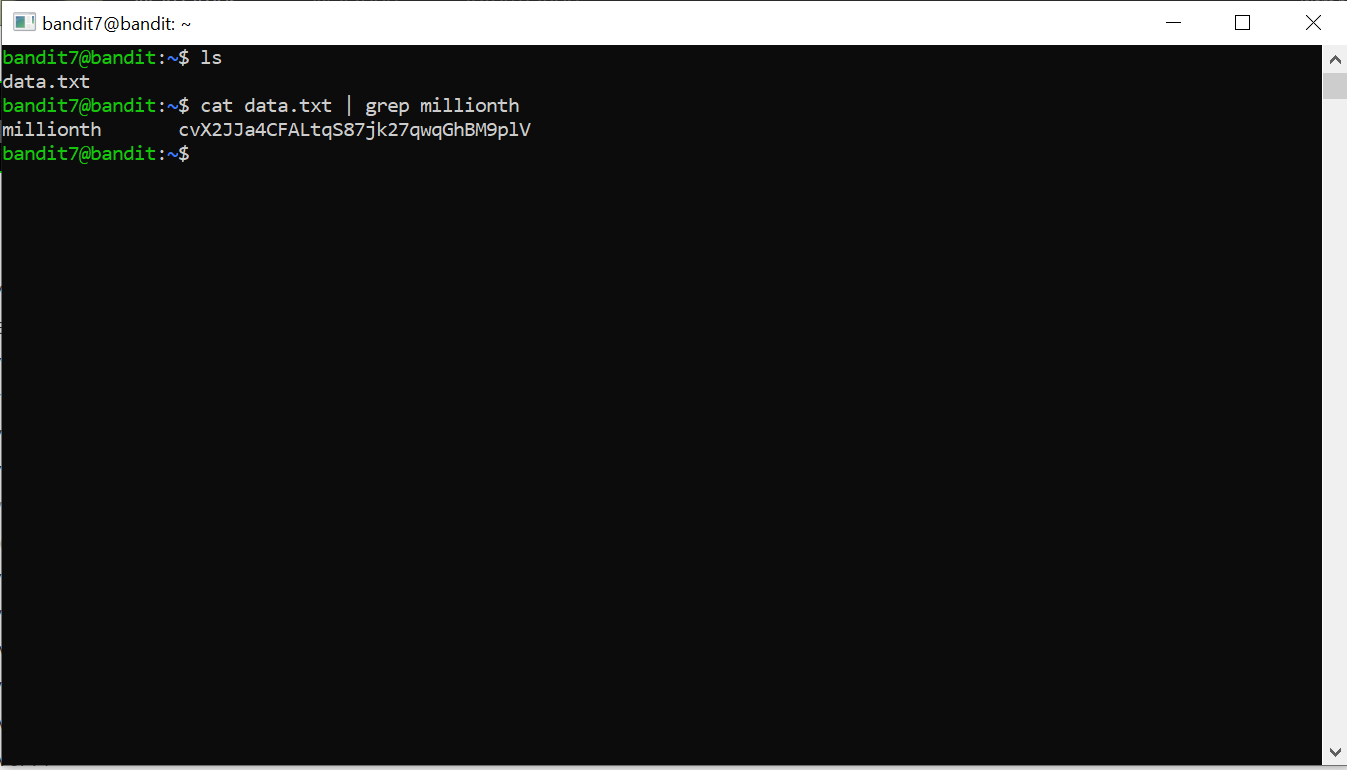 bandit7@bandit: ~
bandit7@bandit:~$ ls
data.txt
bandit7@bandit:~$ cat data.txt | grep millionth
millionth       cvX2JJa4CFALtqS87jk27qwqGhBM9plV
bandit7@bandit:~$